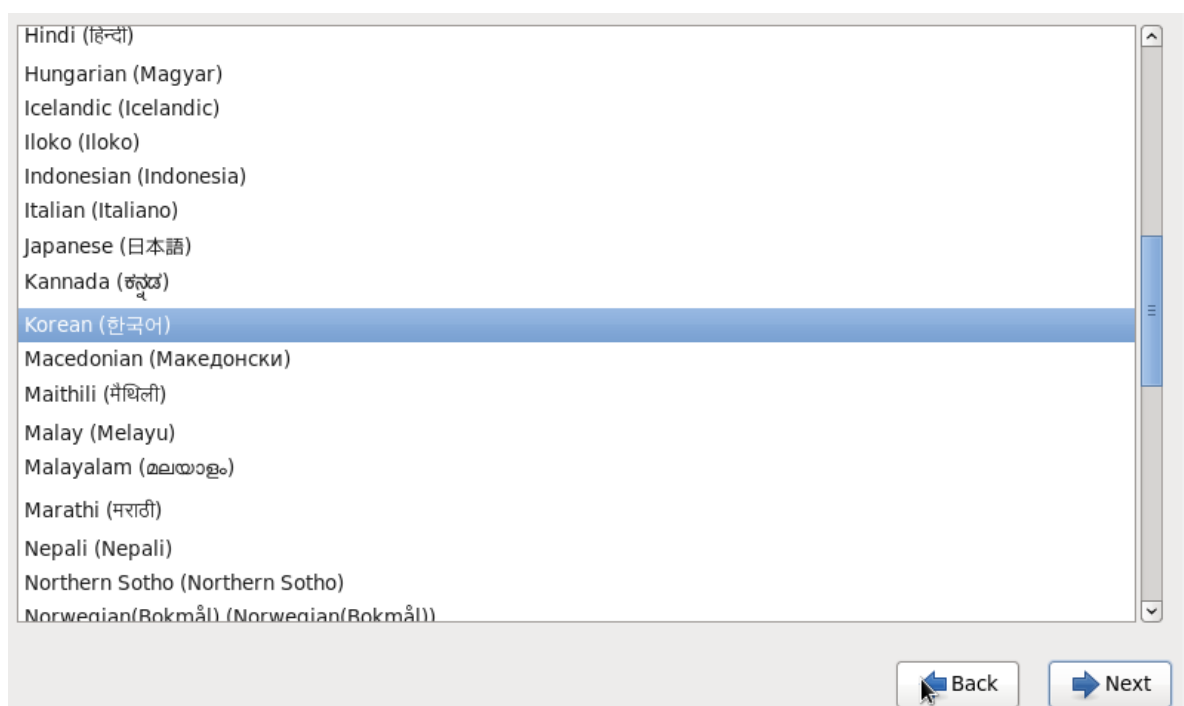 Hindi (हिन्दी)
Hungarian (Magyar)
Icelandic (Icelandic)
Iloko (Iloko)
Indonesian (Indonesia)
Italian (Italiano)
Japanese (日本語)
Kannada (ಕನ್ನಡ)
Korean (한국어)
Macedonian (Македонски)
Maithili (मैथिली)
Malay (Melayu)
Malayalam (മലയാളം)
Marathi (मराठी)
Nepali (Nepali)
Northern Sotho (Northern Sotho)
Norwegian(Bokmål) (Norwegian(Bokmål))
Back Next